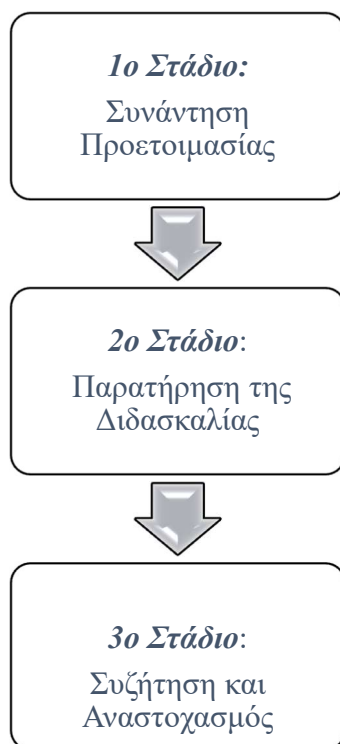 1ο Στάδιο:
Συνάντηση
Προετοιμασίας
2ο Στάδιο:
Παρατήρηση της
Διδασκαλίας
3ο Στάδιο:
Συζήτηση και
Αναστοχασμός